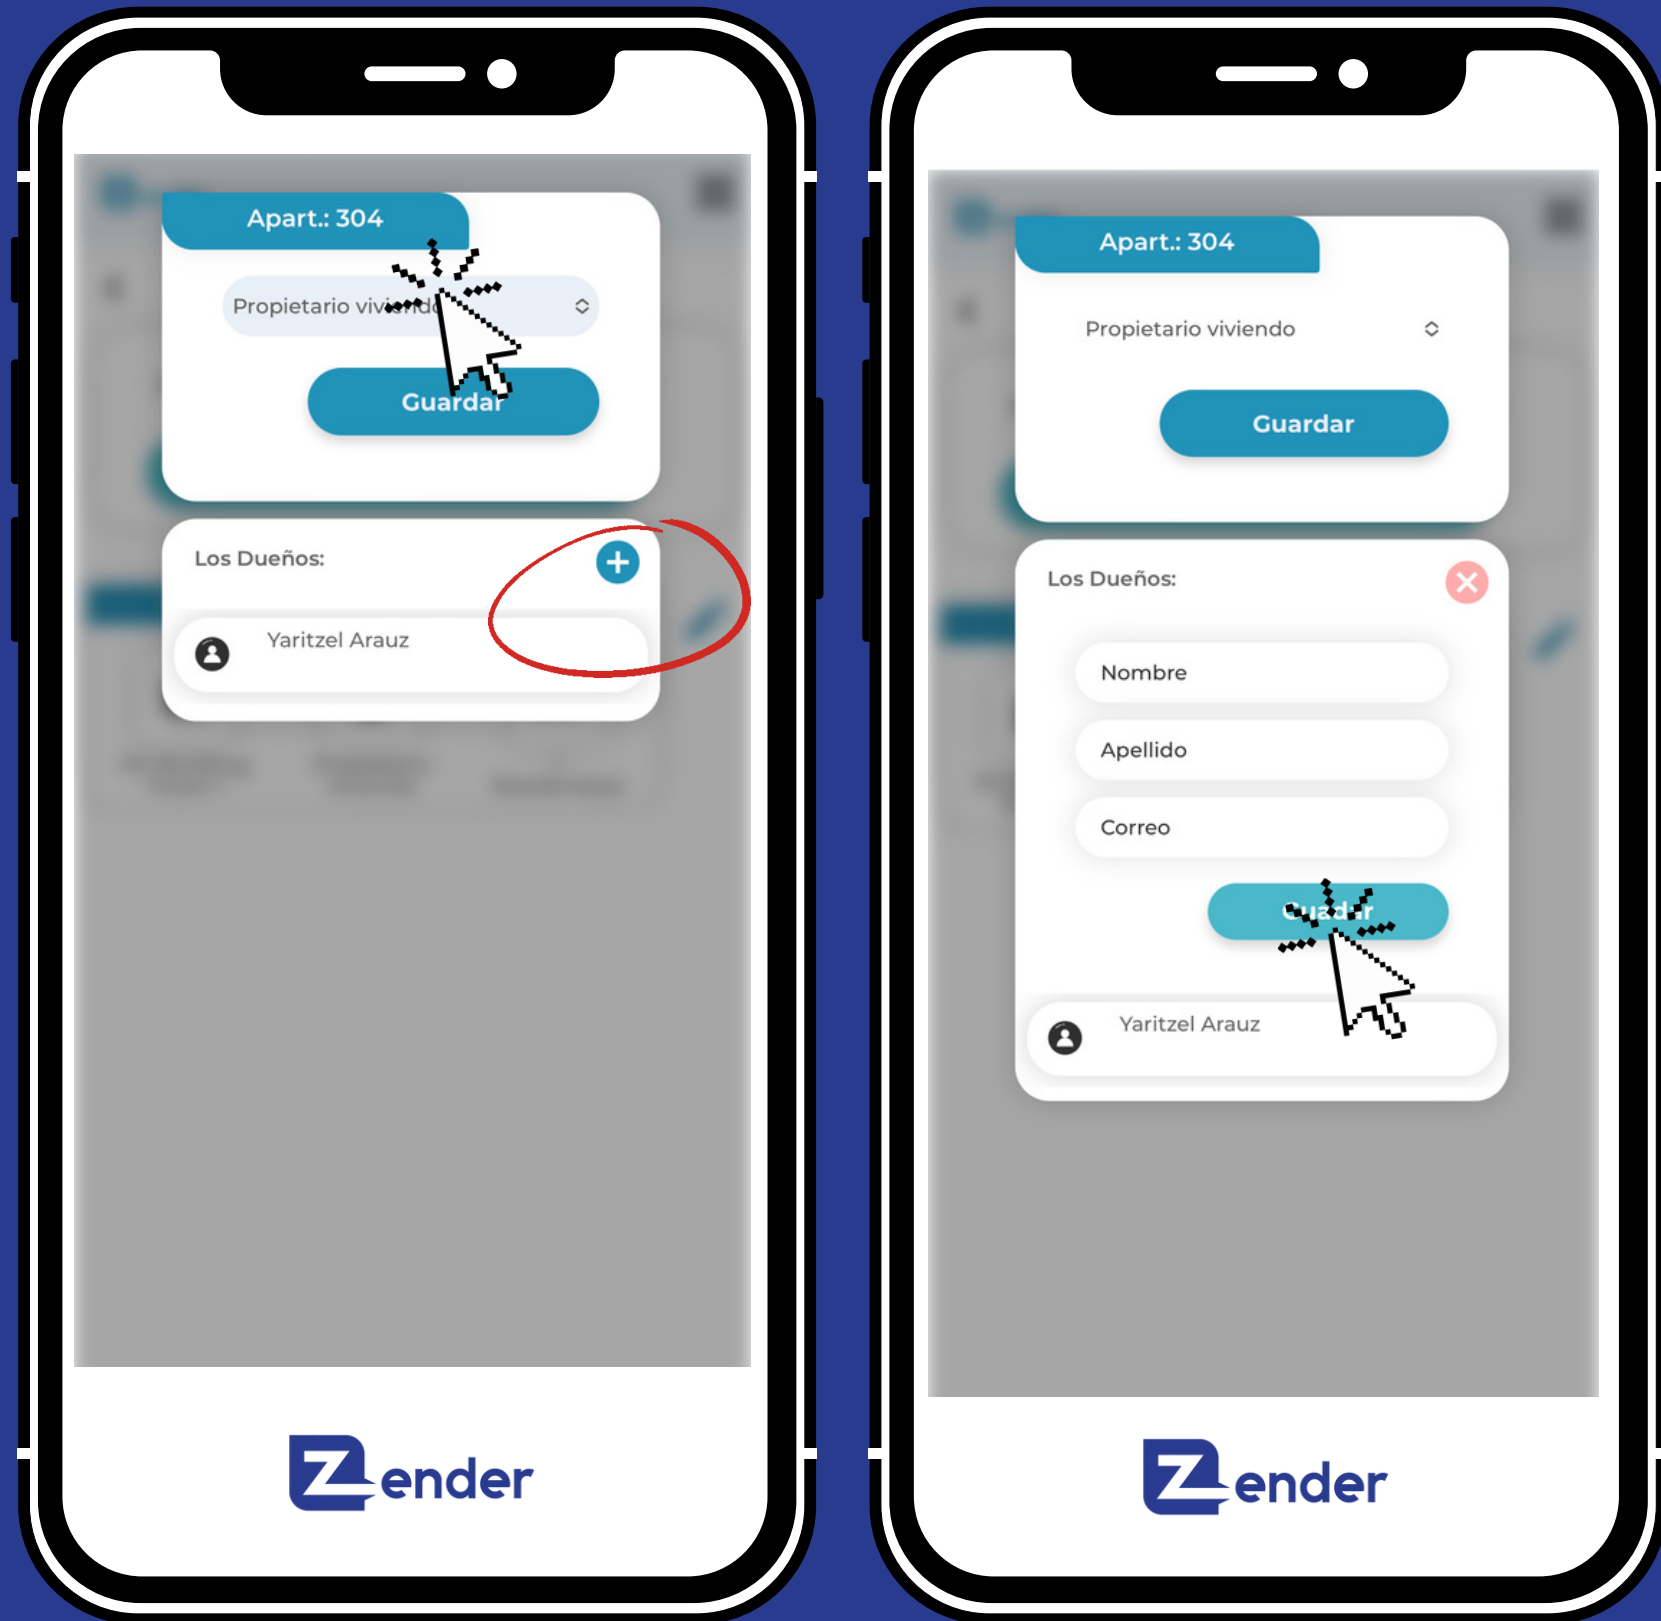 Apart.: 304
Propietario viviendo
Guardar
Los Dueños:
Yaritzel Arauz
Zender
Apart.: 304
Propietario viviendo
Guardar
Los Dueños:
Nombre
Apellido
Correo
Guadar
Yaritzel Arauz
Zender